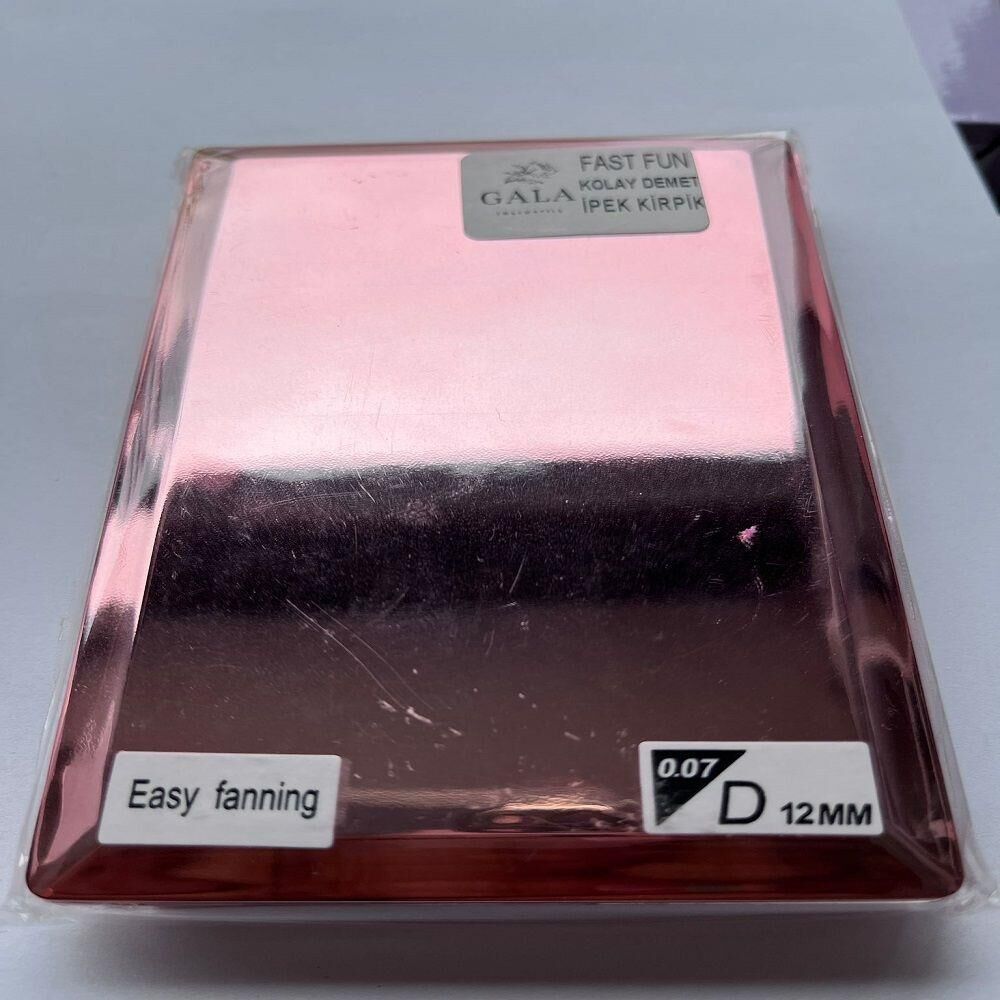 GALA
FAST FUN
KOLAY DEMET
İPEK KİRPİK
Easy fanning
0.07
D 12MM